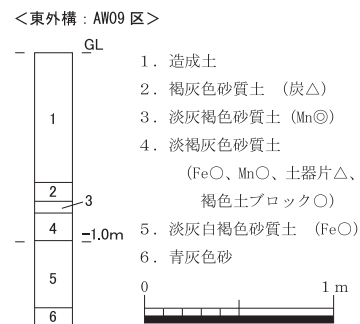 ＜東外構：AW09 区＞
GL
1
2
3
4
-1.0m
5
6
1．造成土
2．褐灰色砂質土 （炭△）
3．淡灰褐色砂質土 (Mn◎)
4．淡褐灰色砂質土
(Fe○、Mn○、土器片△、
褐色土ブロック○)
5．淡灰白褐色砂質土 （Fe○）
6．青灰色砂
0 1 m